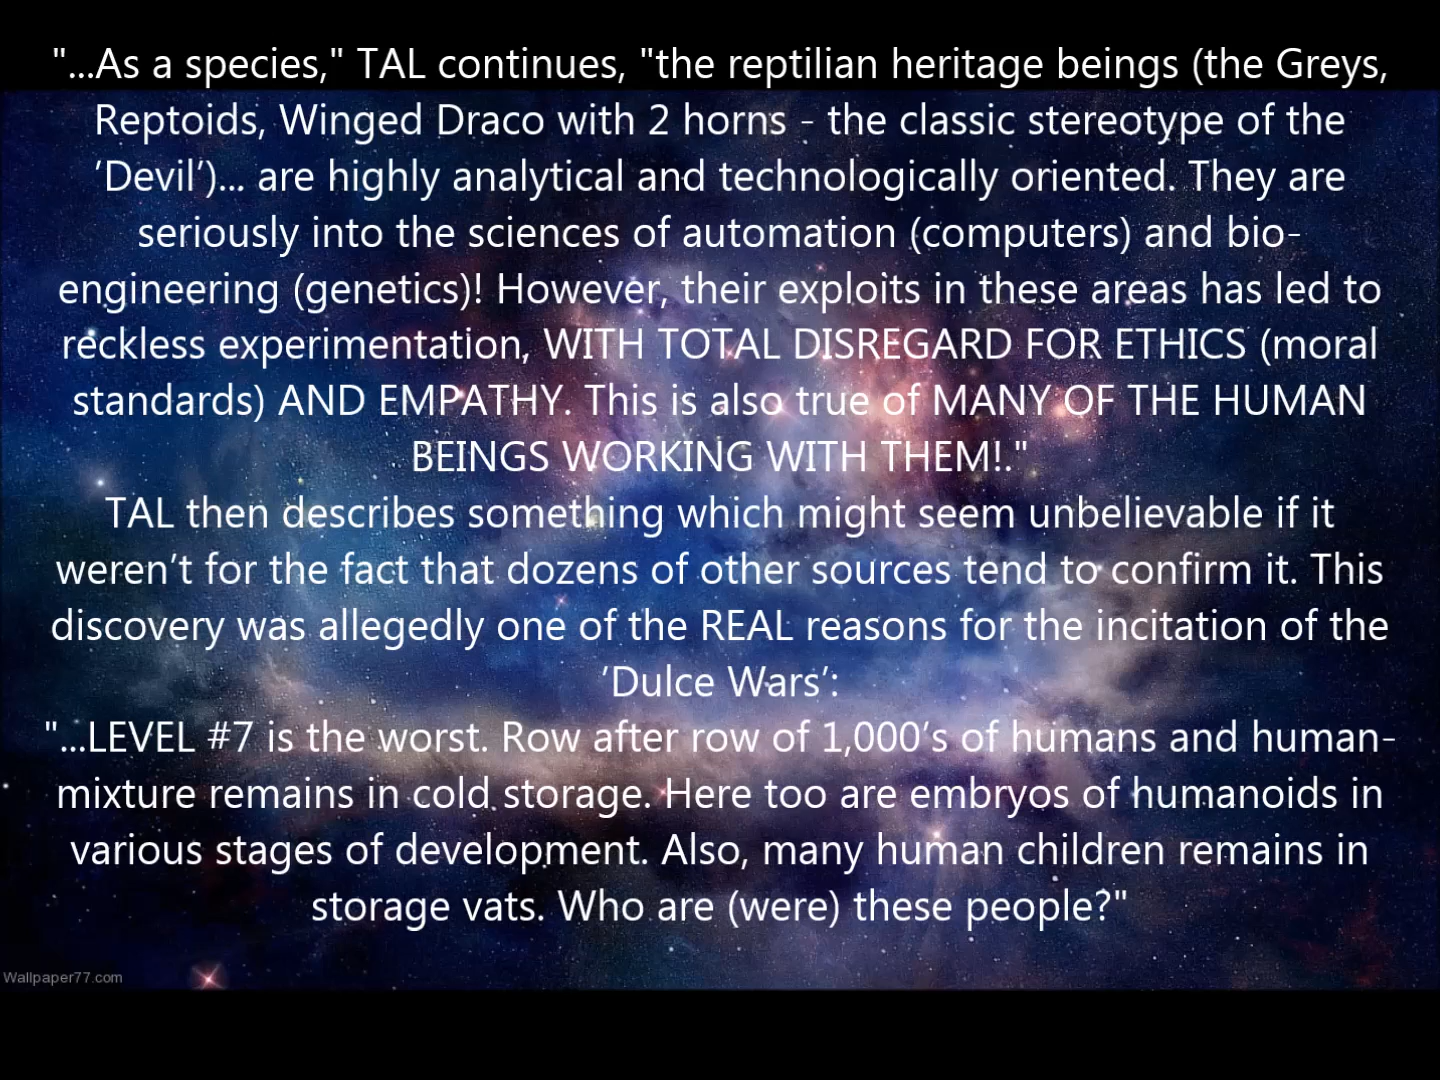 "...As a species," TAL continues, "the reptilian heritage beings (the Greys,
Reptoids, Winged Draco with 2 horns - the classic stereotype of the
'Devil')... are highly analytical and technologically oriented. They are
seriously into the sciences of automation (computers) and bio-
engineering (genetics)! However, their exploits in these areas has led to
reckless experimentation, WITH TOTAL DISREGARD FOR ETHICS (moral
standards) AND EMPATHY. This is also true of MANY OF THE HUMAN
BEINGS WORKING WITH THEM!."
TAL then describes something which might seem unbelievable if it
weren't for the fact that dozens of other sources tend to confirm it. This
discovery was allegedly one of the REAL reasons for the incitation of the
'Dulce Wars':
"...LEVEL #7 is the worst. Row after row of 1,000's of humans and human-
mixture remains in cold storage. Here too are embryos of humanoids in
various stages of development. Also, many human children remains in
storage vats. Who are (were) these people?"
Wallpaper77.com